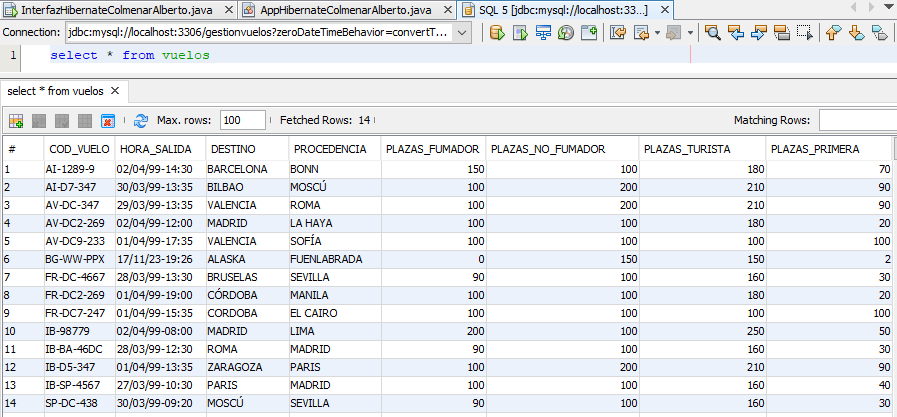 InterfazHibernateColmenarAlberto.java AppHibernateColmenarAlberto.java SQL 5 [jdbc:mysql://localhost:33...]
Connection: jdbc:mysql://localhost:3306/gestionvuelos?zeroDateTimeBehavior=convertT...
1 select * from vuelos
select * from vuelos
Max. rows: 100 Fetched Rows: 14 Matching Rows:
# COD_VUELO HORA_SALIDA DESTINO PROCEDENCIA PLAZAS_FUMADOR PLAZAS_NO_FUMADOR PLAZAS_TURISTA PLAZAS_PRIMERA
1 AI-1289-9 02/04/99-14:30 BARCELONA BONN 150 100 180 70
2 AI-D7-347 30/03/99-13:35 BILBAO MOSCÚ 100 200 210 90
3 AV-DC-347 29/03/99-13:35 VALENCIA ROMA 100 200 210 90
4 AV-DC2-269 02/04/99-12:00 MADRID LA HAYA 100 100 180 20
5 AV-DC9-233 01/04/99-17:35 VALENCIA SOFÍA 100 100 100 100
6 BG-WW-PPX 17/11/23-19:26 ALASKA FUENLABRADA 0 150 150 2
7 FR-DC-4667 28/03/99-13:30 BRUSELAS SEVILLA 90 100 160 30
8 FR-DC2-269 01/04/99-19:00 CÓRDOBA MANILA 100 100 180 20
9 FR-DC7-247 01/04/99-15:35 CORDOBA EL CAIRO 100 100 100 100
10 IB-98779 02/04/99-08:00 MADRID LIMA 200 100 250 50
11 IB-BA-46DC 28/03/99-12:30 ROMA MADRID 90 100 160 30
12 IB-D5-347 01/04/99-13:35 ZARAGOZA PARIS 100 200 210 90
13 IB-SP-4567 27/03/99-10:30 PARIS MADRID 100 100 160 40
14 SP-DC-438 30/03/99-09:20 MOSCÚ SEVILLA 90 100 160 30